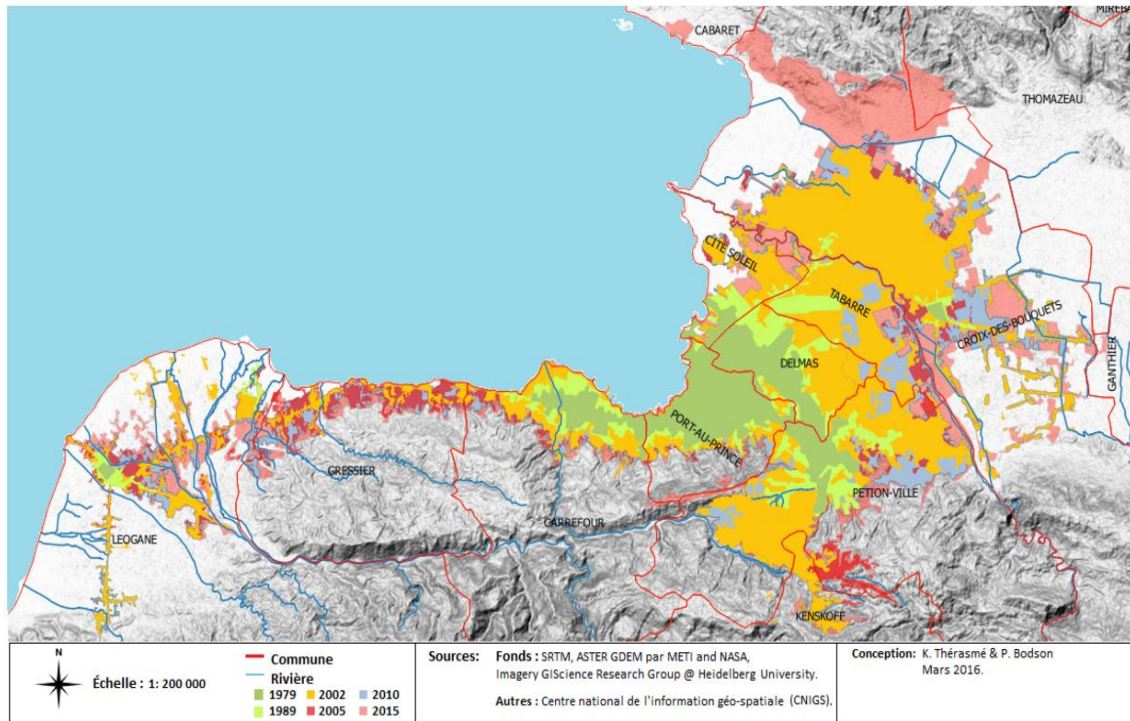 CABARET
MIREBA
THOMAZEAU
CITE SOLEIL
TABARRE
CROIX-DES-BOUQUETS
GANTHIER
DELMAS
PORT-AU-PRINCE
GRESSIER
PETION-VILLE
CARREFOUR
LEOGANE
KENSKOFF
N
Échelle : 1: 200 000
Commune
Rivière
1979 2002 2010
1989 2005 2015
Sources: Fonds : SRTM, ASTER GDEM par METI and NASA,
Imagery GIScience Research Group @ Heidelberg University.
Autres : Centre national de l'information géo-spatiale (CNIGS).
Conception: K. Thérasmé & P. Bodson
Mars 2016.